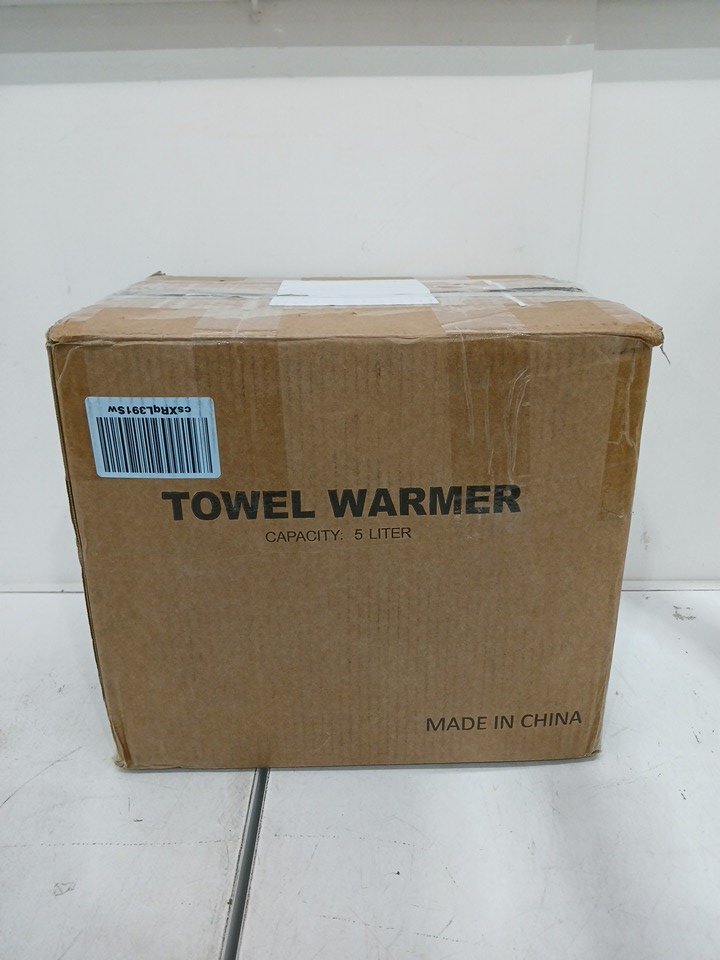 csXRqL391Sw
TOWEL WARMER
CAPACITY: 5 LITER
MADE IN CHINA